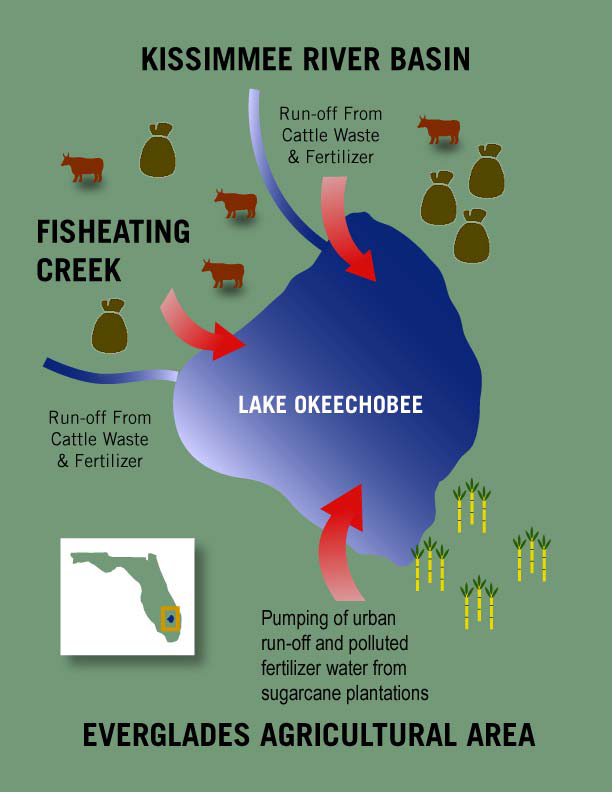 KISSIMMEE RIVER BASIN
Run-off From
Cattle Waste
& Fertilizer
FISHEATING
CREEK
LAKE OKEECHOBEE
Run-off From
Cattle Waste
& Fertilizer
Pumping of urban
run-off and polluted
fertilizer water from
sugarcane plantations
EVERGLADES AGRICULTURAL AREA